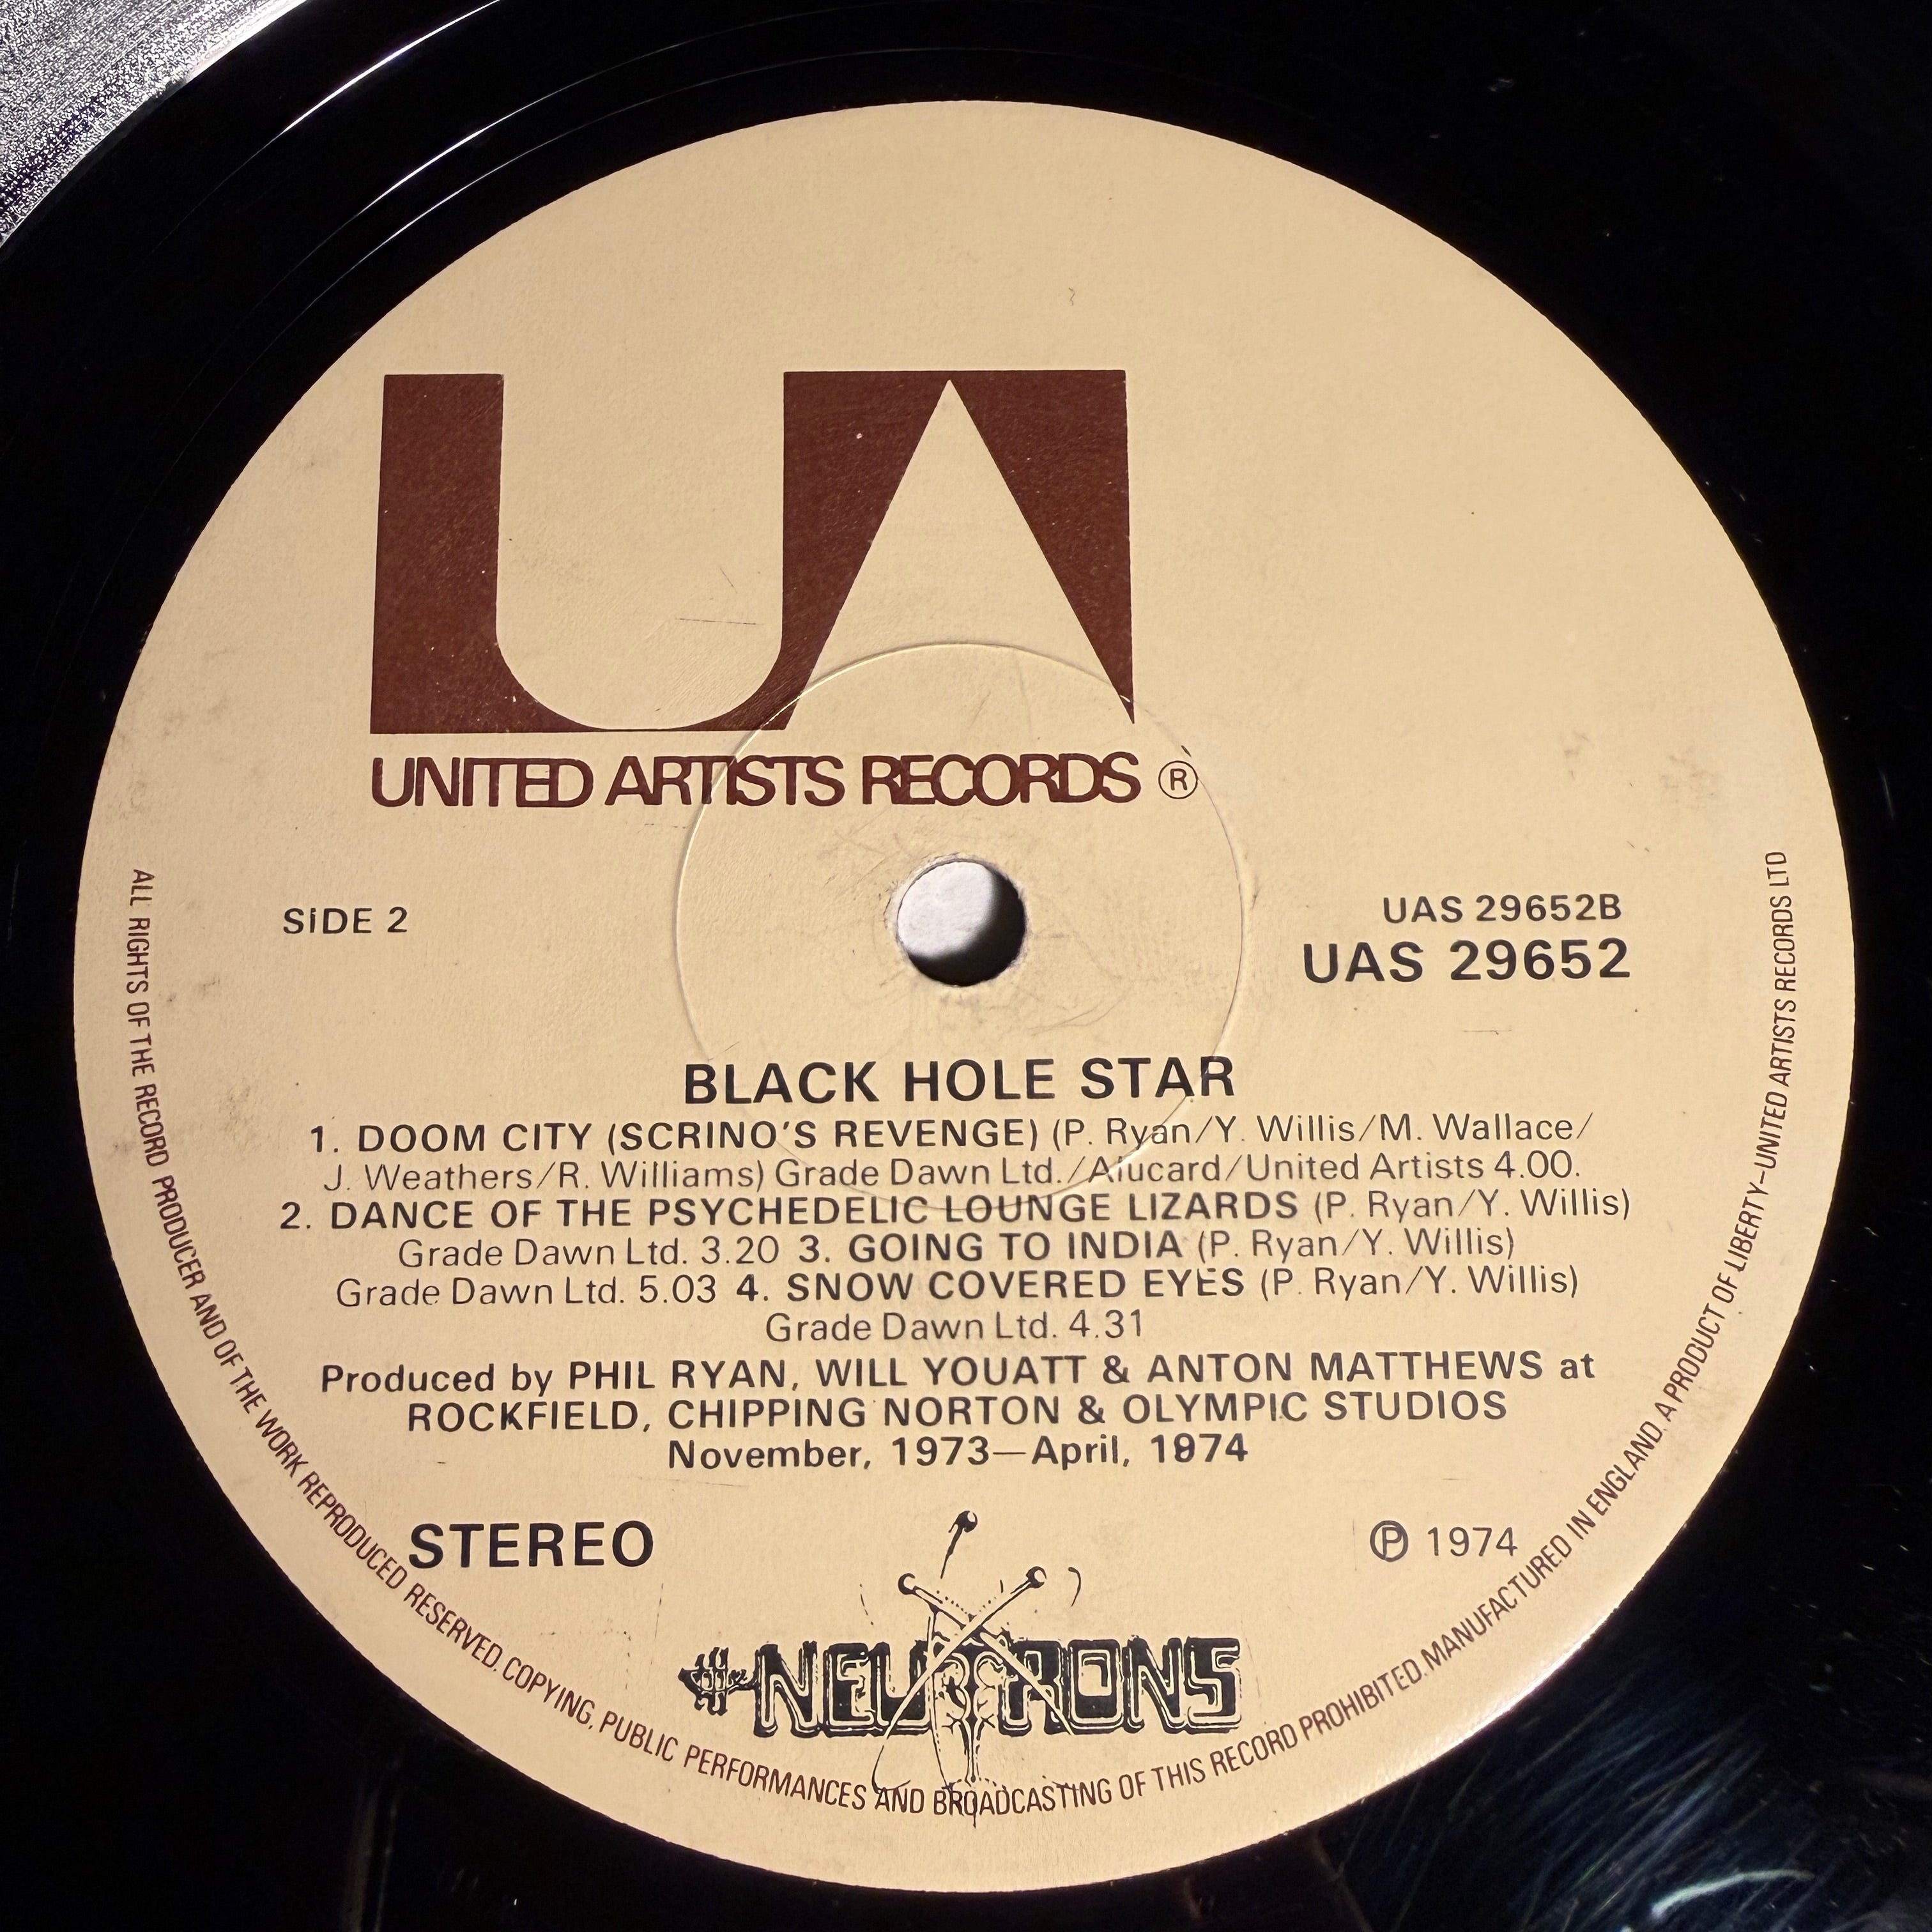 UA
UNITED ARTISTS RECORDS ®
SIDE 2
UAS 29652B
UAS 29652
BLACK HOLE STAR
1. DOOM CITY (SCRINO'S REVENGE) (P. Ryan/Y. Willis/M. Wallace/
J. Weathers/R. Williams) Grade Dawn Ltd./Alucard/United Artists 4.00.
2. DANCE OF THE PSYCHEDELIC LOUNGE LIZARDS (P. Ryan/Y. Willis)
Grade Dawn Ltd. 3.20 3. GOING TO INDIA (P. Ryan/Y. Willis)
Grade Dawn Ltd. 5.03 4. SNOW COVERED EYES (P. Ryan/Y. Willis)
Grade Dawn Ltd. 4.31
Produced by PHIL RYAN, WILL YOUATT & ANTON MATTHEWS at
ROCKFIELD, CHIPPING NORTON & OLYMPIC STUDIOS
November, 1973—April, 1974
STEREO
℗ 1974
NEUTRONS
ALL RIGHTS OF THE RECORD PRODUCER AND OF THE WORK REPRODUCED RESERVED. COPYING, PUBLIC PERFORMANCES AND BROADCASTING OF THIS RECORD PROHIBITED. MANUFACTURED IN ENGLAND. A PRODUCT OF LIBERTY–UNITED ARTISTS RECORDS LTD